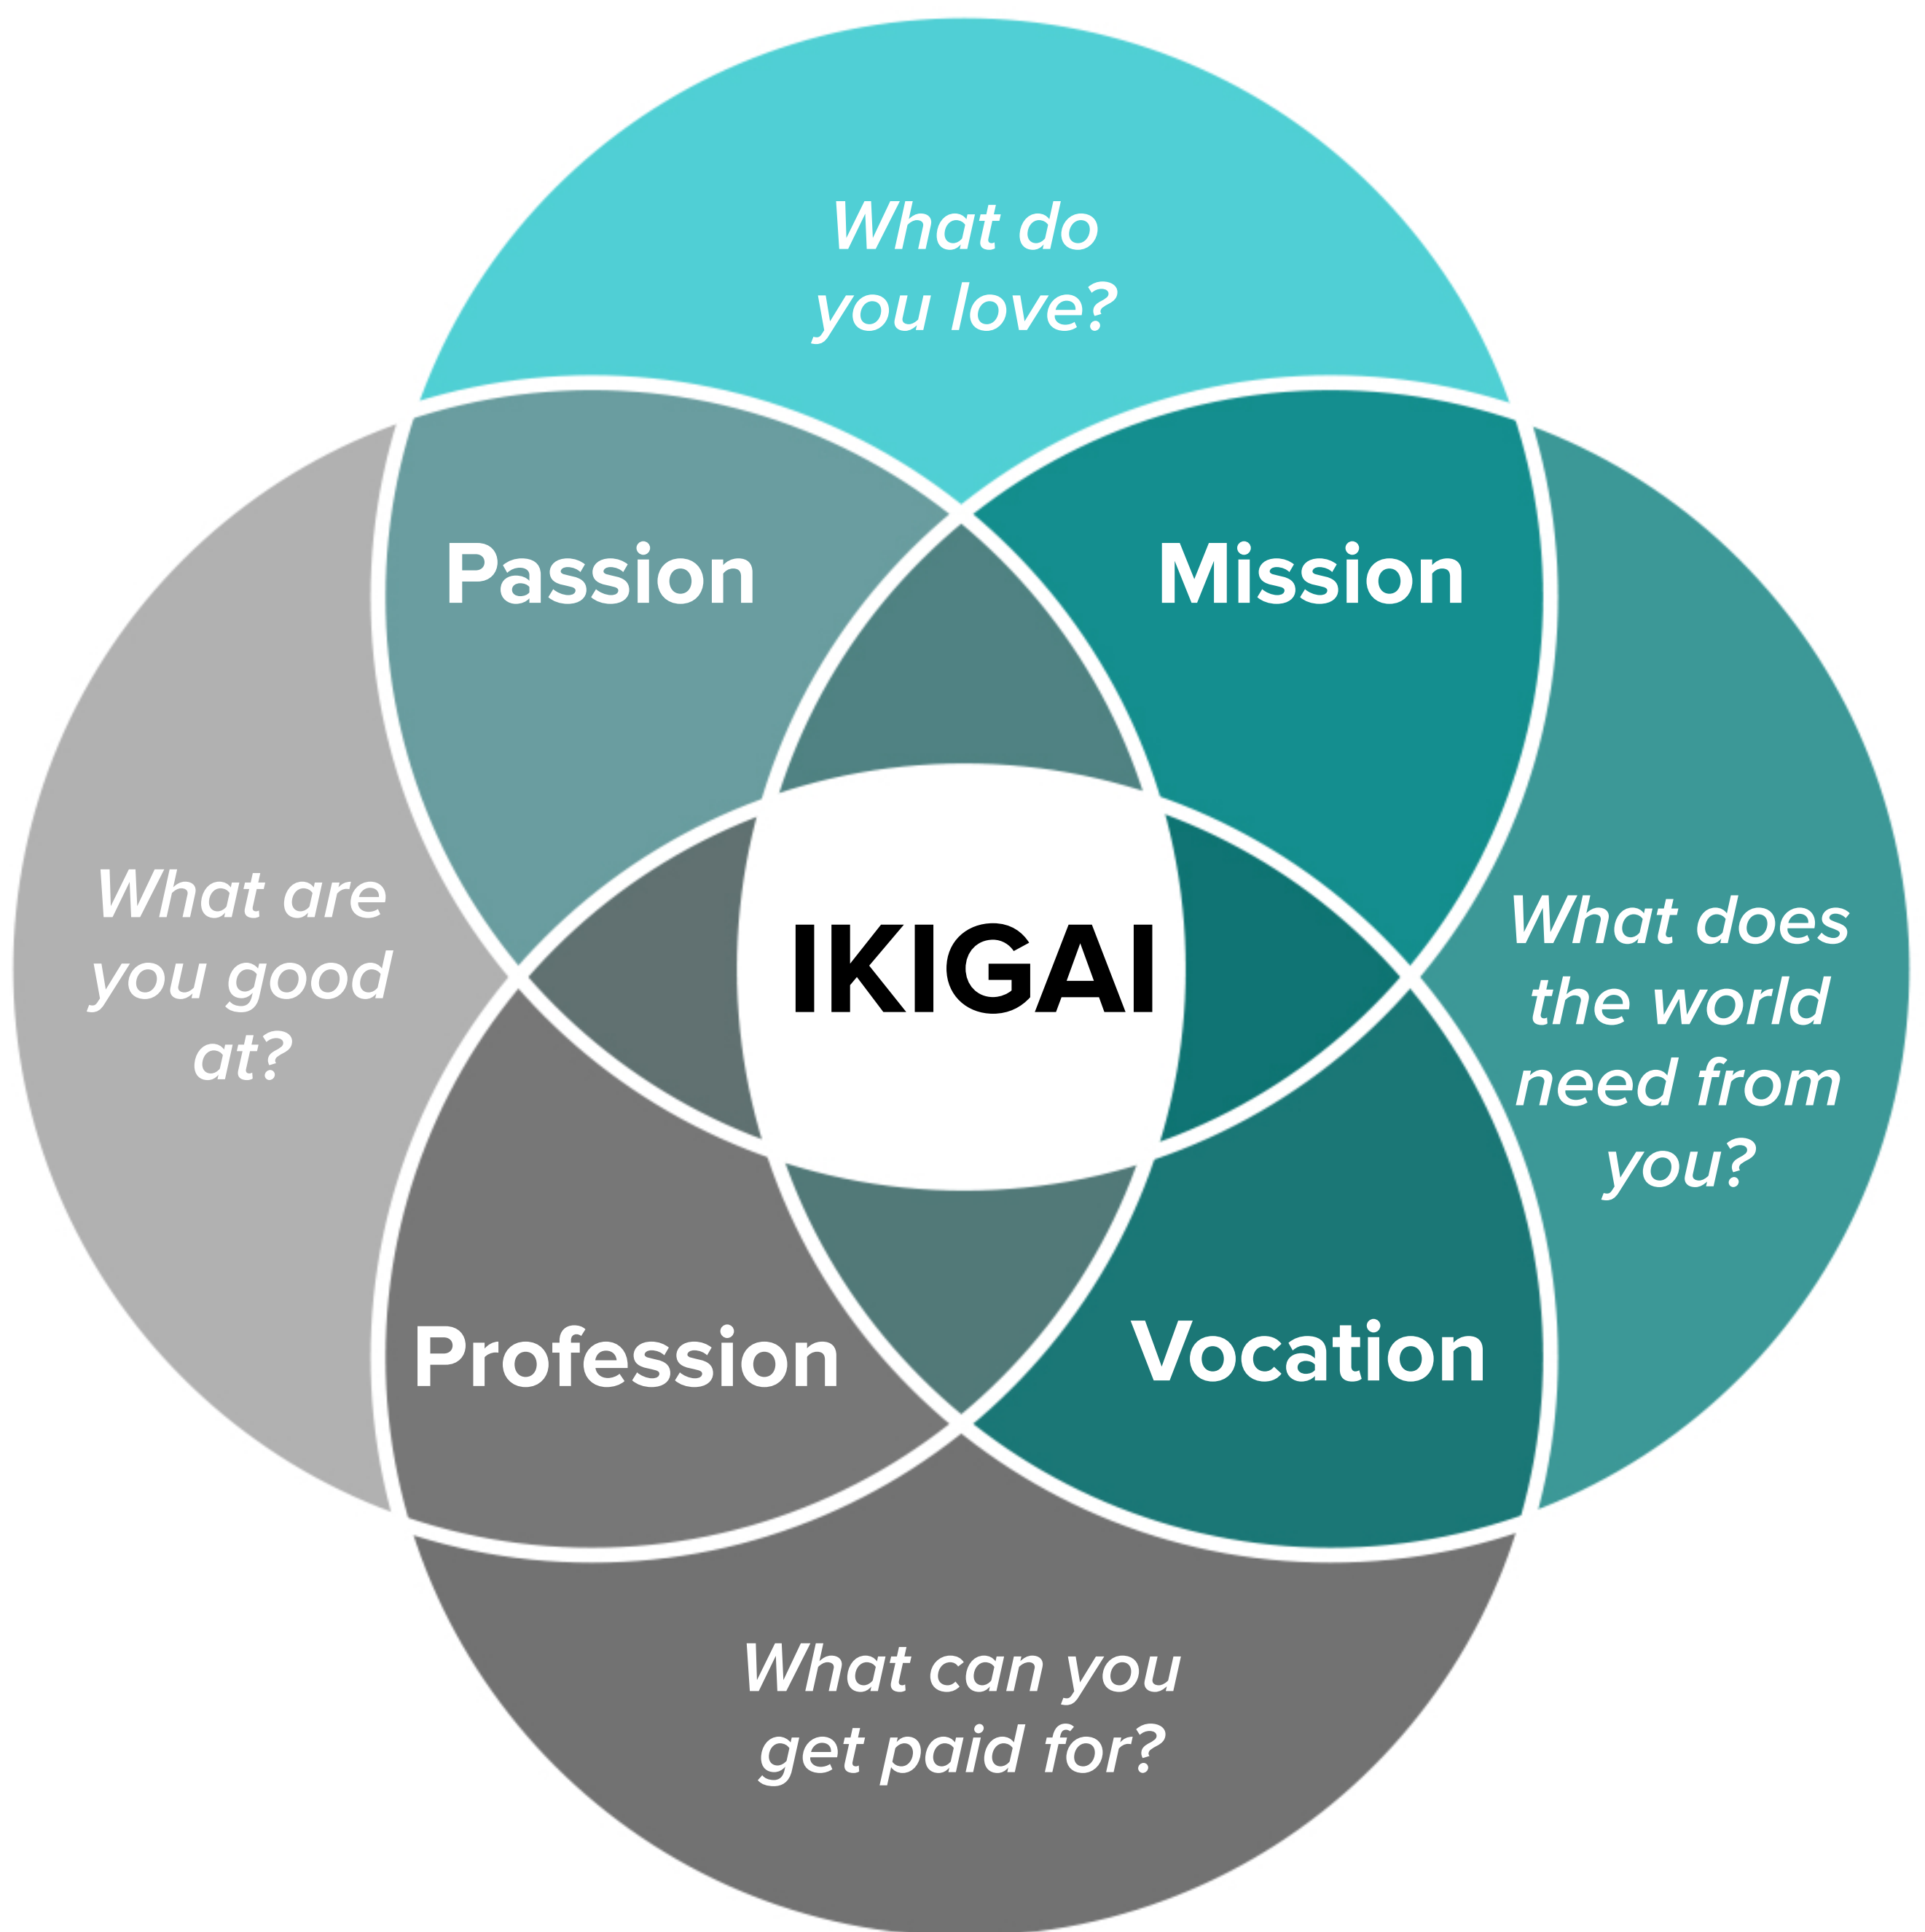 What do
you love?
Passion
Mission
What are
you good
at?
IKIGAI
What does
the world
need from
you?
Profession
Vocation
What can you
get paid for?